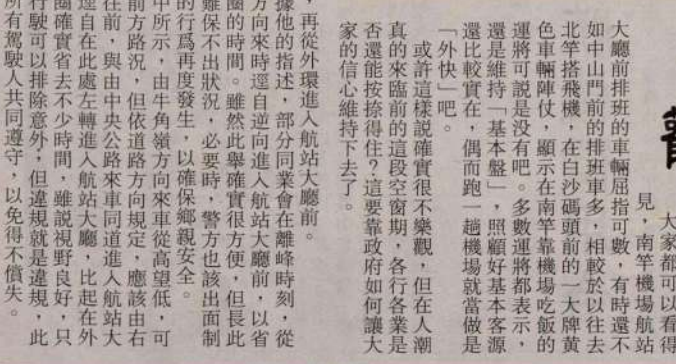 大家都可以看得
見，南竿機場航站
大廳前排班的車輛屈指可數，有時還不
如中山門前的排班車多，相較於以往去
北竿搭飛機，在白沙碼頭前的一大牌黃
色車輛陣仗，顯示在南竿靠機場吃飯的
運將可說是没有吧。多數運將都表示，
還是維持「基本盤」，照顧好基本客源
還比較實在，偶而跑一趟機場就當做是
「外快」吧。
或許這樣說確實很不樂觀，但在人潮
真的來臨前的這段空窗期，各行各業是
否還能按捺得住？這要靠政府如何讓大
家的信心維持下去了。
，再從外環進入航站大廳前。
據他的指述，部分同業會在離峰時刻，從
方向來時逕自逆向進入航站大廳前，以省
圈的時間。雖然此舉確實很方便，但長此
難保不出狀況，必要時，警方也該出面制
的行爲再度發生，以確保鄉親安全。
中所示，由牛角嶺方向來車從高望低，可
前方路況，但依道路方向規定，應該由右
往前，與由中央公路來車同道進入航站大
逕自在此處左轉進入航站大廳，比起在外
圈確實省去不少時間，雖說視野良好，只
行駛可以排除意外，但違規就是違規，此
所有駕駛人共同遵守，以免得不償失。